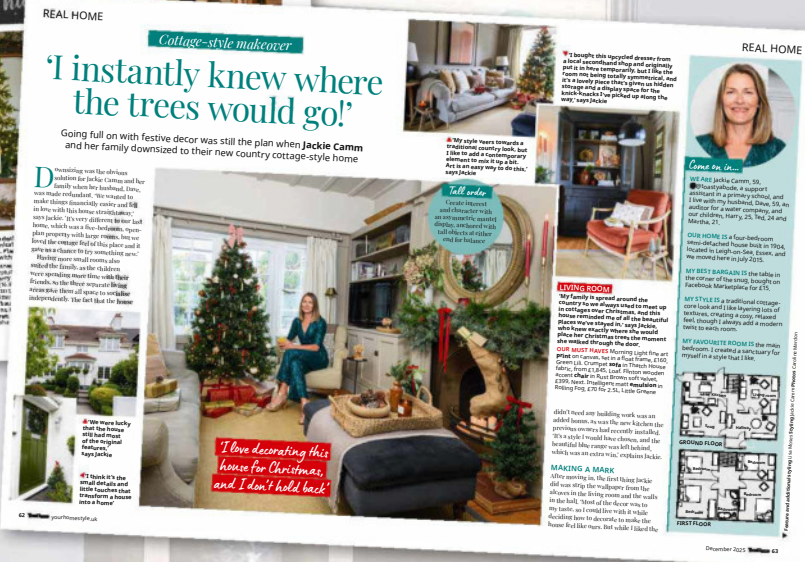 REAL HOME
Cottage-style makeover
‘I instantly knew where
the trees would go!’
Going full on with festive decor was still the plan when Jackie Camm
and her family downsized to their new country cottage-style home
Downsizing was the obvious
solution for Jackie Camm and her
family when her husband, Dave,
was made redundant. ‘We wanted to
make things financially easier and fell
in love with this house straightaway,’
says Jackie. ‘It’s very different to our last
home, which was a five-bedroom, open-
plan property with large rooms, but we
loved the cottage feel of this place and it
gave us a chance to try something new.’
Having more small rooms also
suited the family, as the children
were spending more time with their
friends, so the three separate living
areas give them all space to socialise
independently. The fact that the house
‘We were lucky
that the house
still had most
of the original
features,’
says Jackie
‘I think it’s the
small details and
little touches that
transform a house
into a home’
62
yourhomestyle.uk
‘I love decorating this
house for Christmas,
and I don’t hold back’
Tall order
Create interest
and character with
an asymmetric mantel
display, anchored with
tall objects at either
end for balance
‘My style veers towards a
traditional country look, but
I like to add a contemporary
element to mix it up a bit.
Art is an easy way to do this,’
says Jackie
‘I bought this upcycled dresser from
a local secondhand shop and originally
put it in here temporarily, but I like the
room not being totally symmetrical, and
it’s a lovely piece that’s given us hidden
storage and a display space for the
knick-knacks I’ve picked up along the
way,’ says Jackie
LIVING ROOM
‘My family is spread around the
country so we always used to meet up
in cottages over Christmas, and this
house reminded me of all the beautiful
places we’ve stayed in,’ says Jackie,
who knew exactly where she would
place her Christmas trees the moment
she walked through the door.
OUR MUST HAVES Morning Light fine art
print on canvas, set in a float frame, £160,
Green Lili. Crumpet sofa in Thatch House
fabric, from £1,845, Loaf. Flinton wooden
accent chair in Rust Brown soft velvet,
£399, Next. Intelligent matt emulsion in
Rolling Fog, £70 for 2.5L, Little Greene
didn’t need any building work was an
added bonus, as was the new kitchen the
previous owners had recently installed.
‘It’s a style I would have chosen, and the
beautiful blue range was left behind,
which was an extra win,’ explains Jackie.
MAKING A MARK
After moving in, the first thing Jackie
did was strip the wallpaper from the
alcoves in the living room and the walls
in the hall. ‘Most of the decor was to
my taste, so I could live with it while
deciding how to decorate to make the
house feel like ours. But while I liked the
REAL HOME
Come on in...
WE ARE Jackie Camm, 59,
@toastyabode, a support
assistant in a primary school, and
I live with my husband, Dave, 59, an
auditor for a water company, and
our children, Harry, 25, Ted, 24 and
Martha, 21.
OUR HOME IS a four-bedroom
semi-detached house built in 1904,
located in Leigh-on-Sea, Essex, and
we moved here in July 2015.
MY BEST BARGAIN IS the table in
the corner of the snug, bought on
Facebook Marketplace for £15.
MY STYLE IS a traditional cottage-
core look and I like layering lots of
textures, creating a cosy, relaxed
feel, though I always add a modern
twist to each room.
MY FAVOURITE ROOM IS the main
bedroom. I created a sanctuary for
myself in a style that I like.
GROUND FLOOR
FIRST FLOOR
December 2025
63